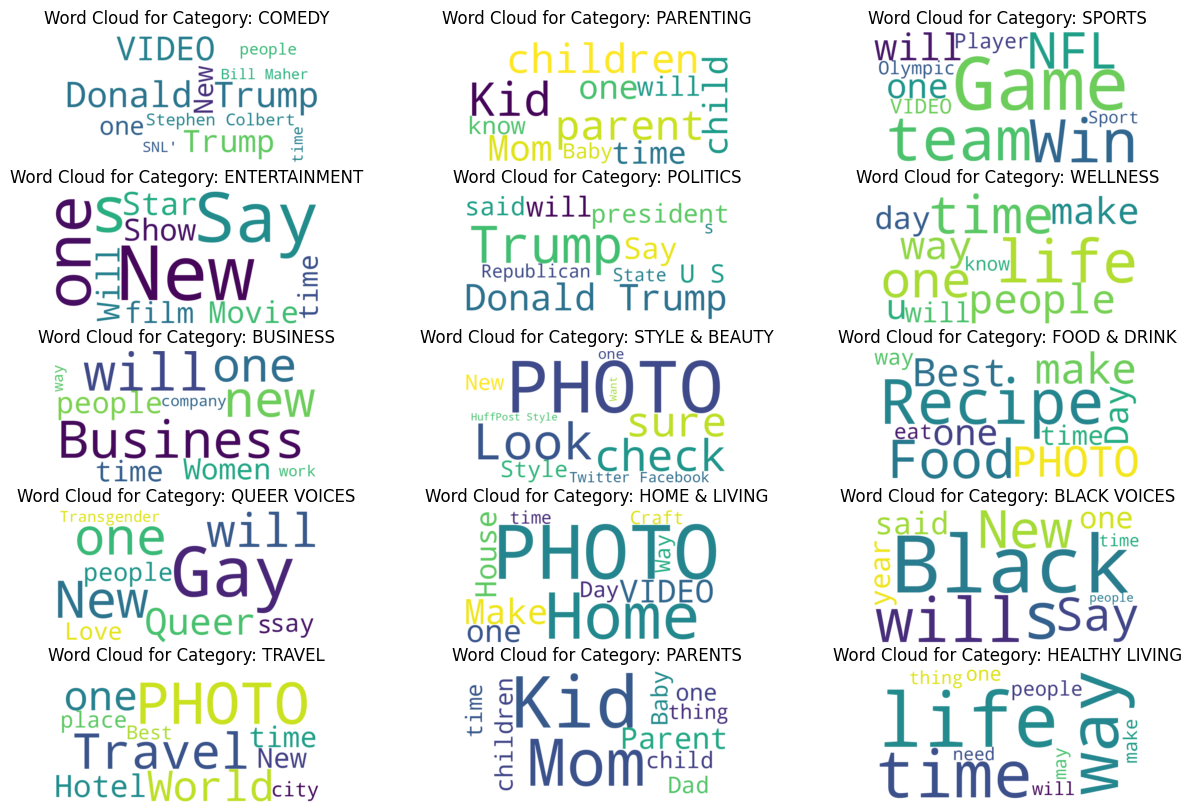 Word Cloud for Category: COMEDY
VIDEO people
New Bill Maher
Donald Trump
one Stephen Colbert
SNL' Trump time
Word Cloud for Category: PARENTING
children
Kid one will child
know parent
Mom Baby time
Word Cloud for Category: SPORTS
will Player NFL
Olympic
one Game
VIDEO Sport
team Win
Word Cloud for Category: ENTERTAINMENT
one s Star Say
Show
Will New time
film Movie
Word Cloud for Category: POLITICS
said will president
s
Trump Say
Republican State U S
Donald Trump
Word Cloud for Category: WELLNESS
day time make
way know life
one
u will people
Word Cloud for Category: BUSINESS
way will one
people company new
Business
time Women work
Word Cloud for Category: STYLE & BEAUTY
one
New PHOTO Want
HuffPost Style sure
Look check
Style Twitter Facebook
Word Cloud for Category: FOOD & DRINK
way Best make
Recipe Day
eat one time
Food PHOTO
Word Cloud for Category: QUEER VOICES
Transgender will
one
people Gay
New
Love Queer s say
Word Cloud for Category: HOME & LIVING
time Craft
House PHOTO Way
Day VIDEO
Make Home
one
Word Cloud for Category: BLACK VOICES
said New one
time
year Black
people
will s Say
Word Cloud for Category: TRAVEL
one PHOTO
place Best time
Travel New
Hotel World city
Word Cloud for Category: PARENTS
time children Kid Baby one
thing
Parent
Mom child
Dad
Word Cloud for Category: HEALTHY LIVING
thing one people
life way make
need may
time will